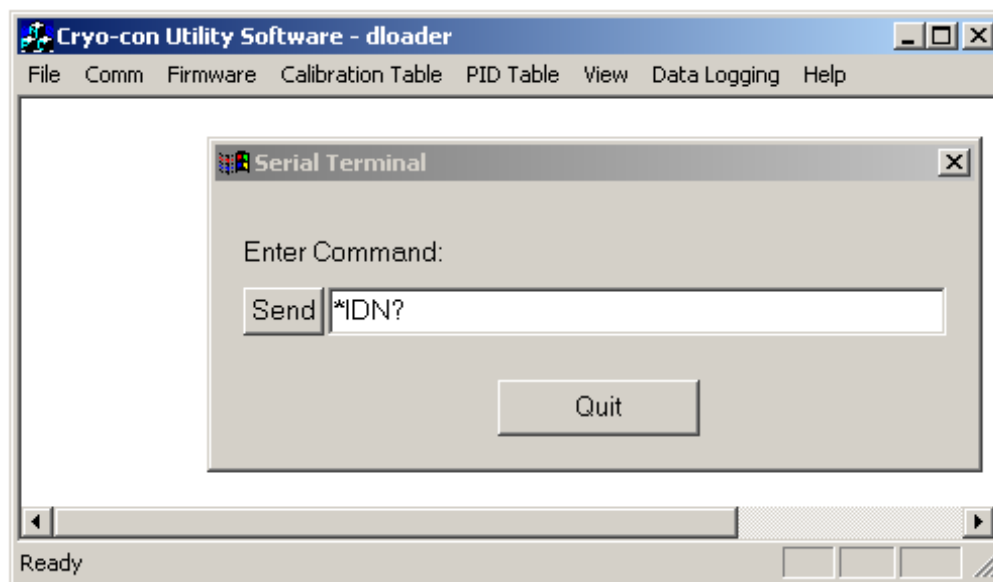 Cryo-con Utility Software - dloader
File Comm Firmware Calibration Table PID Table View Data Logging Help
Serial Terminal
Enter Command:
Send *IDN?
Quit
Ready